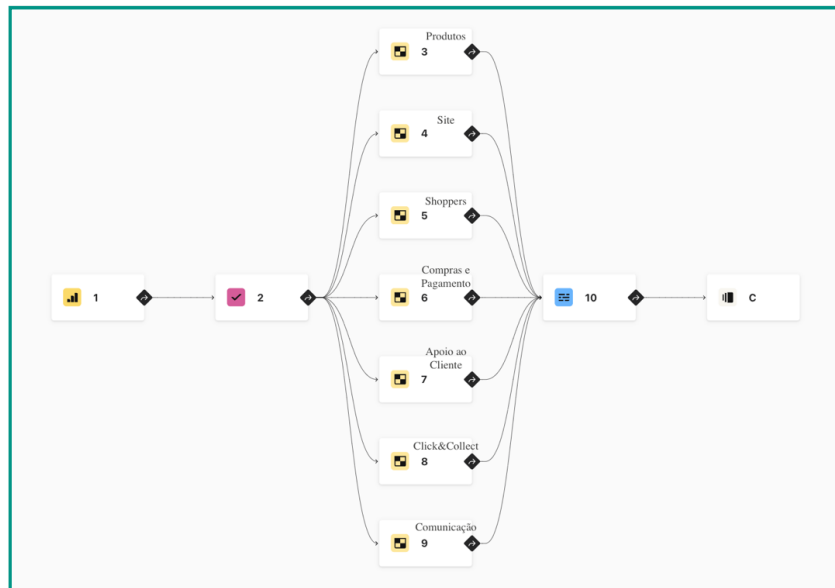 Produtos
3
Site
4
Shoppers
5
1
2
Compras e
Pagamento
6
10
C
Apoio ao
Cliente
7
Click&Collect
8
Comunicação
9